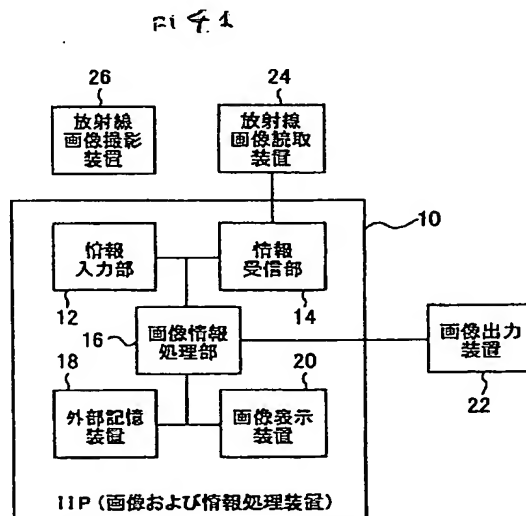 26
放射線
画像撮影
装置
24
放射線
画像読取
装置
10
情報
入力部
12
情報
受信部
14
16
画像情報
処理部
画像出力
装置
22
18
外部記憶
装置
20
画像表示
装置
IIP(画像および情報処理装置)